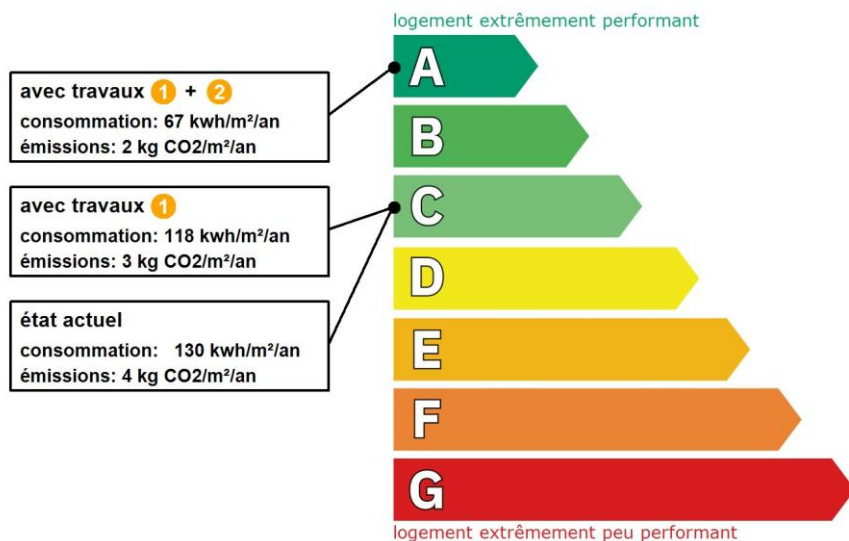 logement extrêmement performant
avec travaux 1 + 2
consommation: 67 kwh/m²/an
émissions: 2 kg CO2/m²/an
avec travaux 1
consommation: 118 kwh/m²/an
émissions: 3 kg CO2/m²/an
état actuel
consommation: 130 kwh/m²/an
émissions: 4 kg CO2/m²/an
A
B
C
D
E
F
G
logement extrêmement peu performant